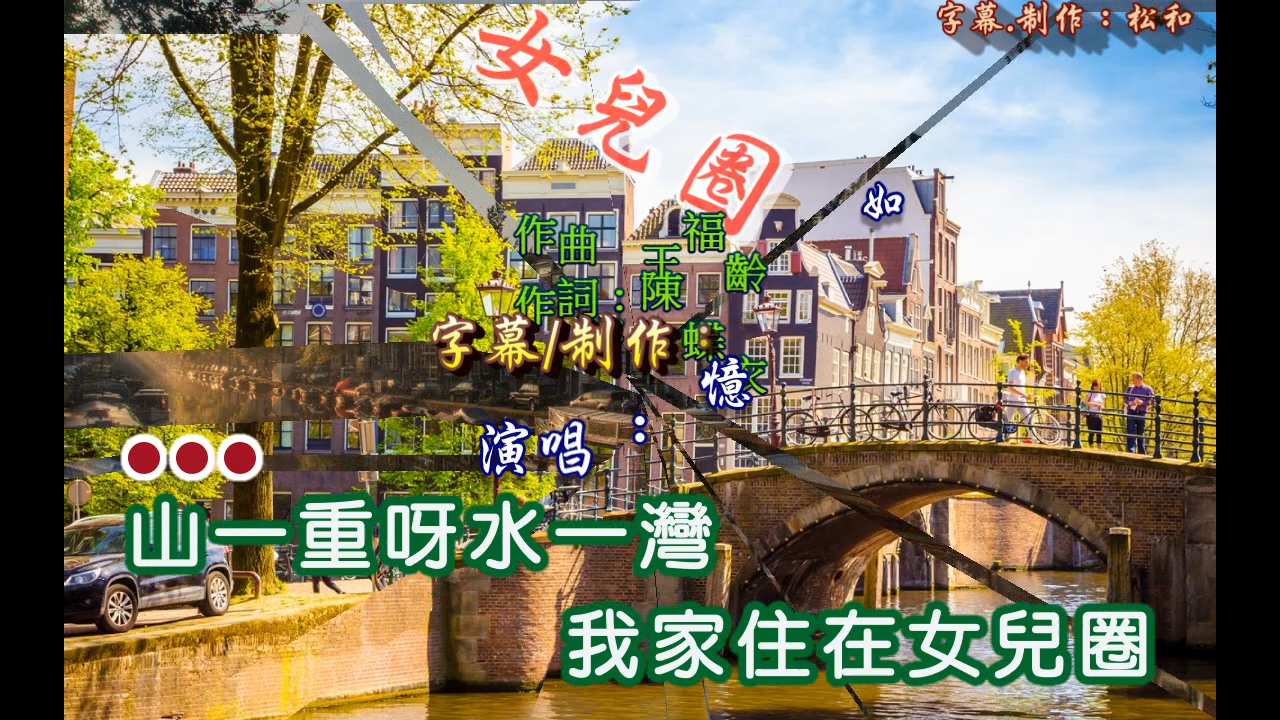 字幕.制作：松和
女兒圈
作曲 王福齡
作詞：陳蝶衣
字幕/制作：
演唱：憶如
山一重呀水一灣
我家住在女兒圈